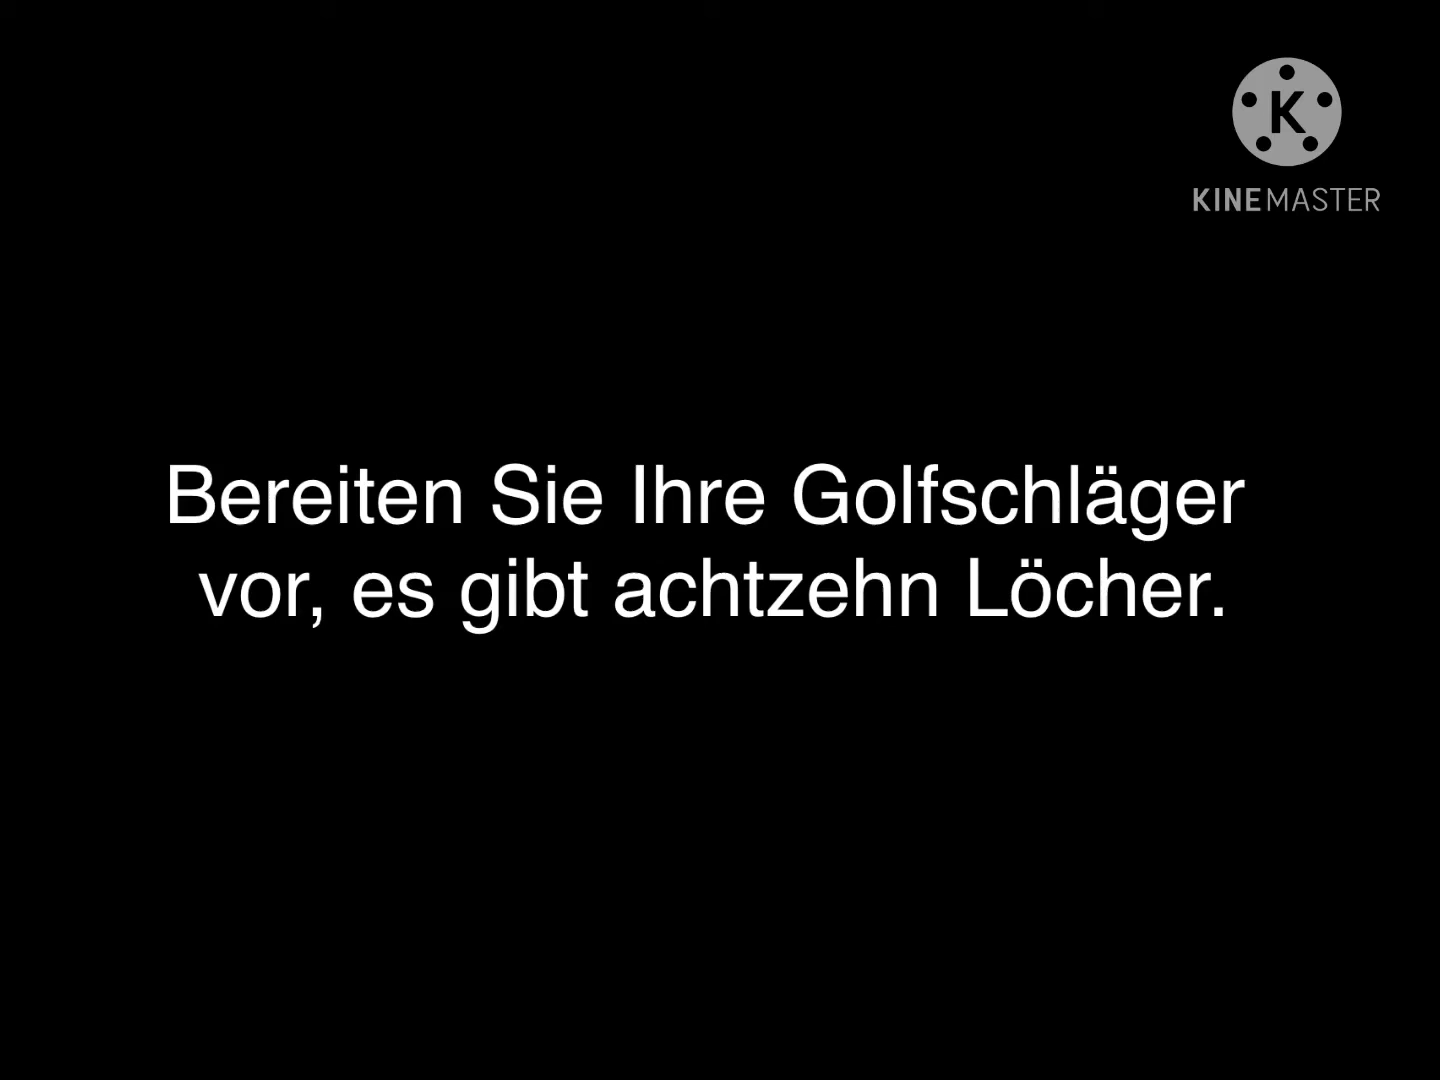 K
KINEMASTER
Bereiten Sie Ihre Golfschläger
vor, es gibt achtzehn Löcher.